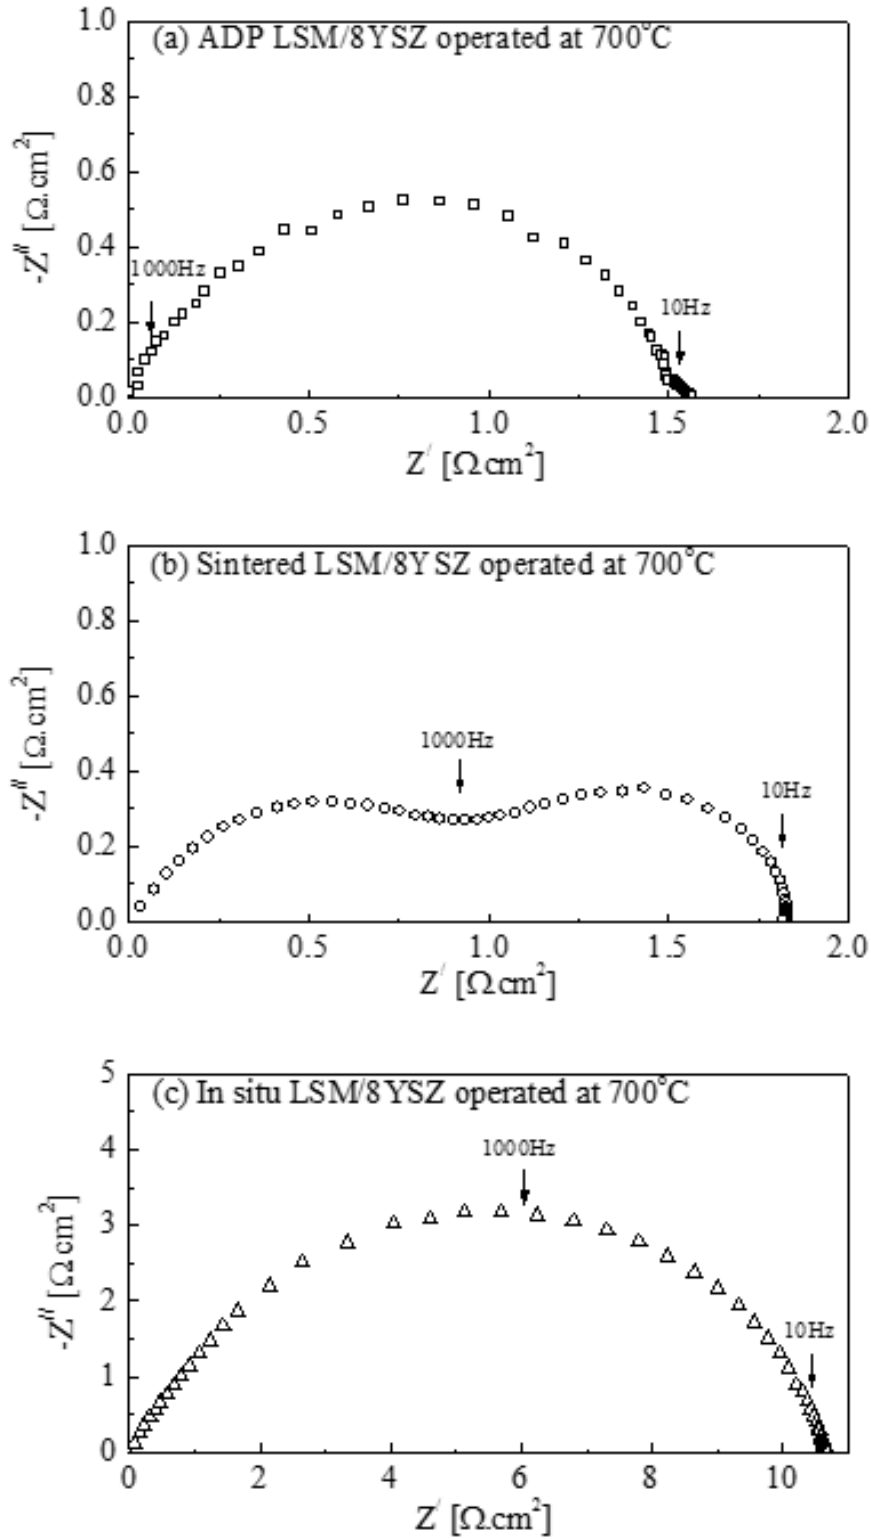 (a) ADP LSM/8YSZ operated at 700°C
1.0
0.8
0.6
0.4
0.2
0.0
-Z// [Ω.cm2]
1000Hz
10Hz
0.0 0.5 1.0 1.5 2.0
Z/ [Ω.cm2]
(b) Sintered LSM/8YSZ operated at 700°C
1.0
0.8
0.6
0.4
0.2
0.0
-Z// [Ω.cm2]
1000Hz
10Hz
0.0 0.5 1.0 1.5 2.0
Z/ [Ω.cm2]
(c) In situ LSM/8YSZ operated at 700°C
5
4
3
2
1
0
-Z// [Ω.cm2]
1000Hz
10Hz
0 2 4 6 8 10
Z/ [Ω.cm2]